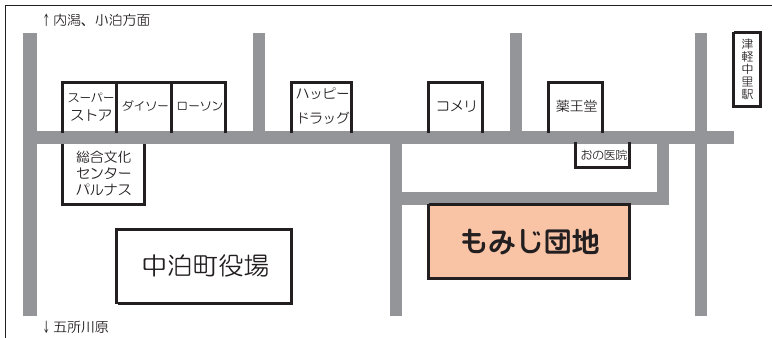 ↑内潟、小泊方面
津軽中里駅
スーパー
ストア
ダイソー
ローソン
ハッピー
ドラッグ
コメリ
薬王堂
おの医院
総合文化
センター
パルナス
中泊町役場
もみじ団地
↓五所川原